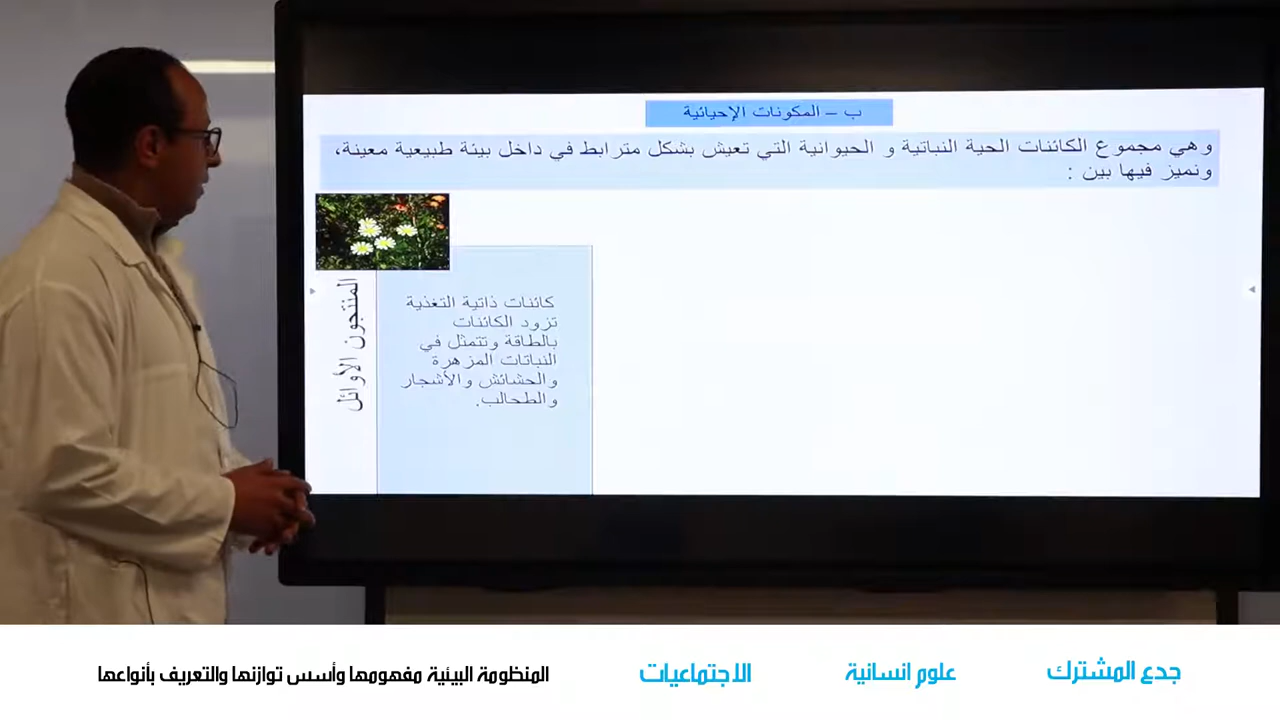 ب – المكونات الإحيائية
وهي مجموع الكائنات الحية النباتية و الحيوانية التي تعيش بشكل مترابط في داخل بيئة طبيعية معينة،
ونميز فيها بين :
المنتجون الأوائل
كائنات ذاتية التغذية
تزود الكائنات
بالطاقة وتتمثل في
النباتات المزهرة
والحشائش والأشجار
والطحالب.
جدع المشترك
علوم انسانية
الاجتماعيات
المنظومة البيئية مفهومها وأسس توازنها والتعريف بأنواعها